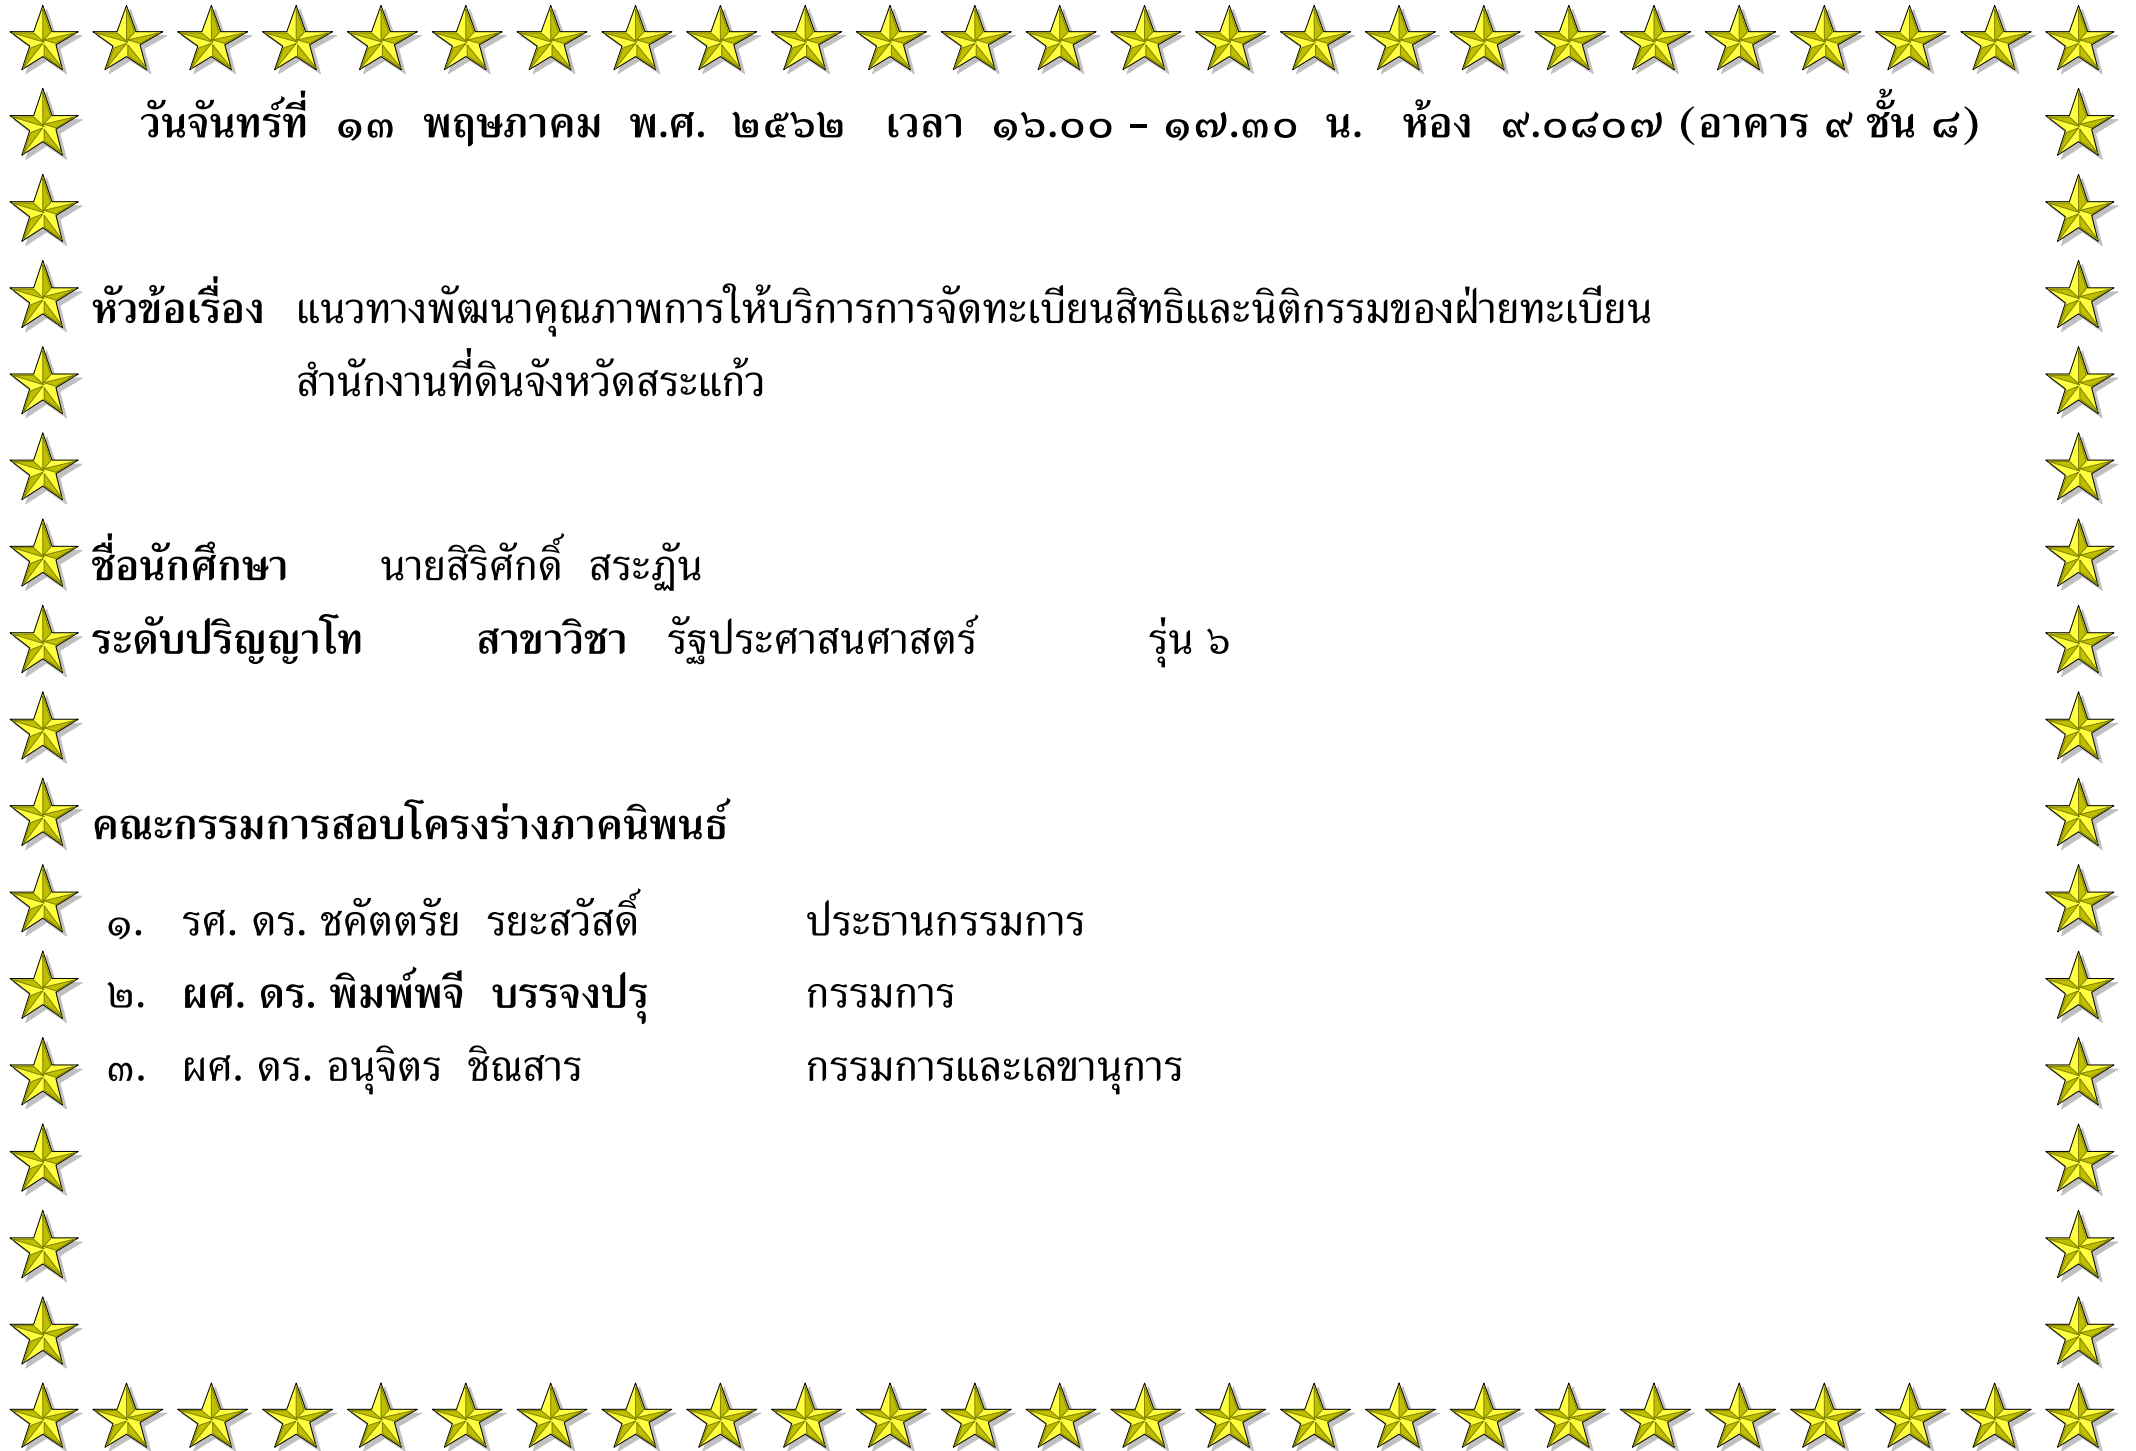 วันจันทร์ที่ ๑๓ พฤษภาคม พ.ศ. ๒๕๖๒ เวลา ๑๖.๐๐ – ๑๗.๓๐ น. ห้อง ๙.๐๘๐๗ (อาคาร ๙ ชั้น ๘)
หัวข้อเรื่อง แนวทางพัฒนาคุณภาพการให้บริการการจัดทะเบียนสิทธิและนิติกรรมของฝ่ายทะเบียน
สำนักงานที่ดินจังหวัดสระแก้ว
ชื่อนักศึกษา นายสิริศักดิ์ สระฏัน
ระดับปริญญาโท สาขาวิชา รัฐประศาสนศาสตร์ รุ่น ๖
คณะกรรมการสอบโครงร่างภาคนิพนธ์
๑. รศ. ดร. ชคัตตรัย รยะสวัสดิ์ ประธานกรรมการ
๒. ผศ. ดร. พิมพ์พจี บรรจงปรุ กรรมการ
๓. ผศ. ดร. อนุจิตร ชิณสาร กรรมการและเลขานุการ